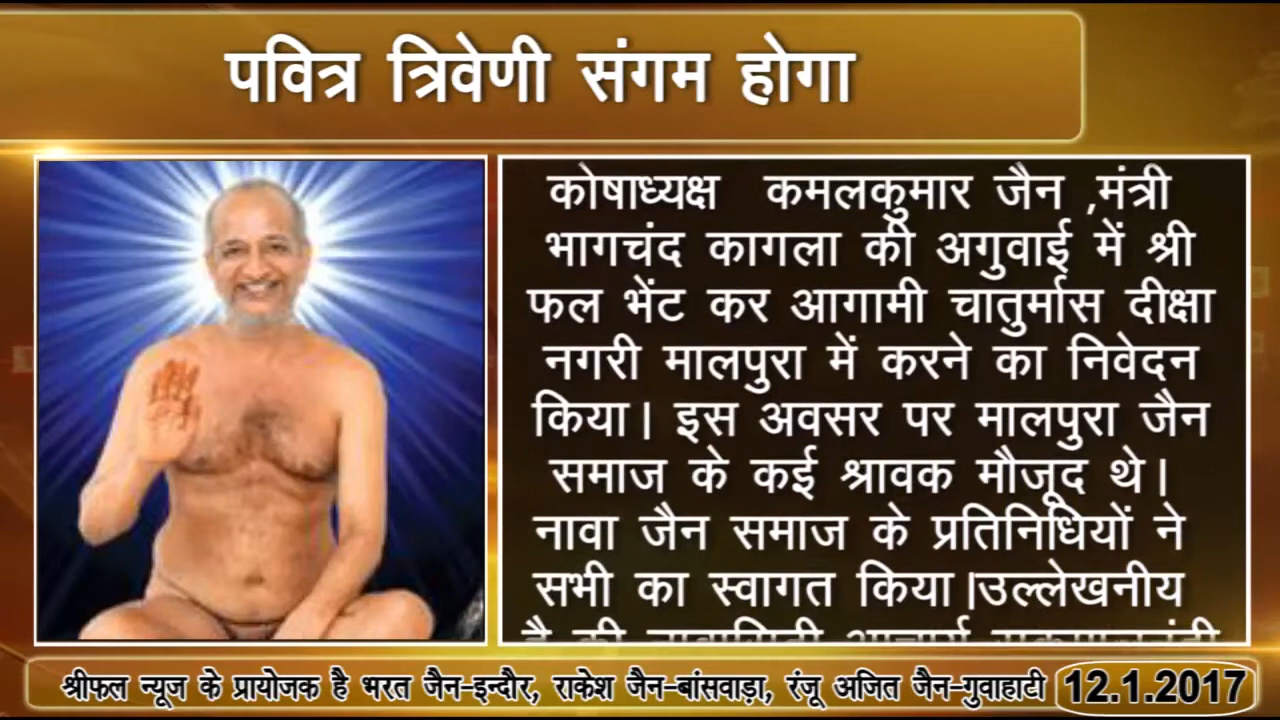 पवित्र त्रिवेणी संगम होगा
कोषाध्यक्ष कमलकुमार जैन ,मंत्री
भागचंद कागला की अगुवाई में श्री
फल भेंट कर आगामी चातुर्मास दीक्षा
नगरी मालपुरा में करने का निवेदन
किया। इस अवसर पर मालपुरा जैन
समाज के कई श्रावक मौजूद थे।
नावा जैन समाज के प्रतिनिधियों ने
सभी का स्वागत किया।उल्लेखनीय
है की
श्रीफल न्यूज के प्रायोजक है भरत जैन-इन्दौर, राकेश जैन-बांसवाड़ा, रंजू अजित जैन-गुवाहाटी
12.1.2017